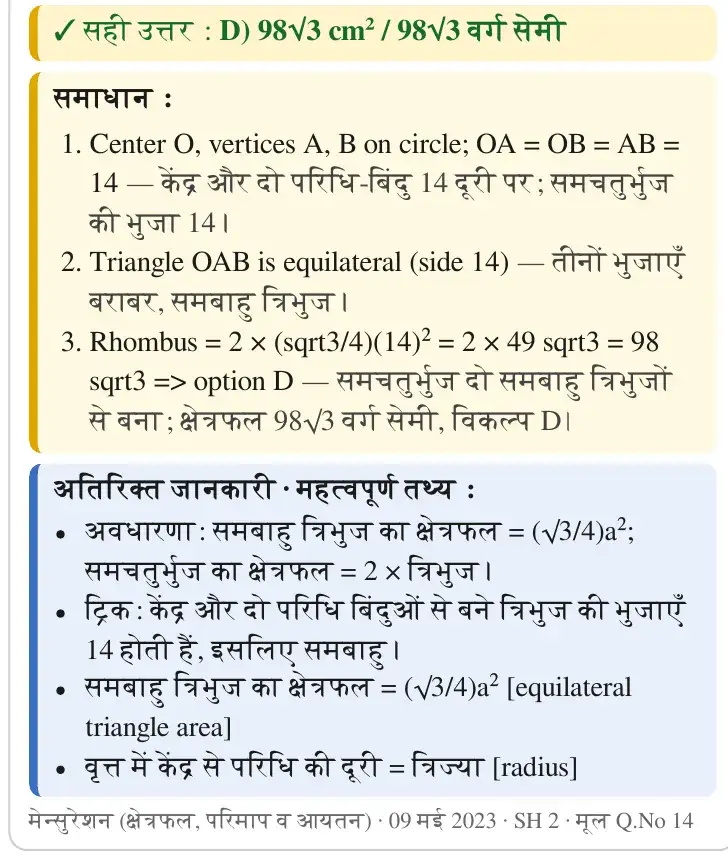 ✓ सही उत्तर : D) 98√3 cm² / 98√3 वर्ग सेमी
समाधान :
1. Center O, vertices A, B on circle; OA = OB = AB =
14 — केंद्र और दो परिधि-बिंदु 14 दूरी पर; समचतुर्भुज
की भुजा 14।
2. Triangle OAB is equilateral (side 14) — तीनों भुजाएँ
बराबर, समबाहु त्रिभुज।
3. Rhombus = 2 × (sqrt3/4)(14)² = 2 × 49 sqrt3 = 98
sqrt3 => option D — समचतुर्भुज दो समबाहु त्रिभुजों
से बना; क्षेत्रफल 98√3 वर्ग सेमी, विकल्प D।
अतिरिक्त जानकारी · महत्वपूर्ण तथ्य :
• अवधारणा: समबाहु त्रिभुज का क्षेत्रफल = (√3/4)a²;
समचतुर्भुज का क्षेत्रफल = 2 × त्रिभुज।
• ट्रिक: केंद्र और दो परिधि बिंदुओं से बने त्रिभुज की भुजाएँ
14 होती हैं, इसलिए समबाहु।
• समबाहु त्रिभुज का क्षेत्रफल = (√3/4)a² [equilateral
triangle area]
• वृत्त में केंद्र से परिधि की दूरी = त्रिज्या [radius]
मेन्सुरेशन (क्षेत्रफल, परिमाप व आयतन) · 09 मई 2023 · SH 2 · मूल Q.No 14